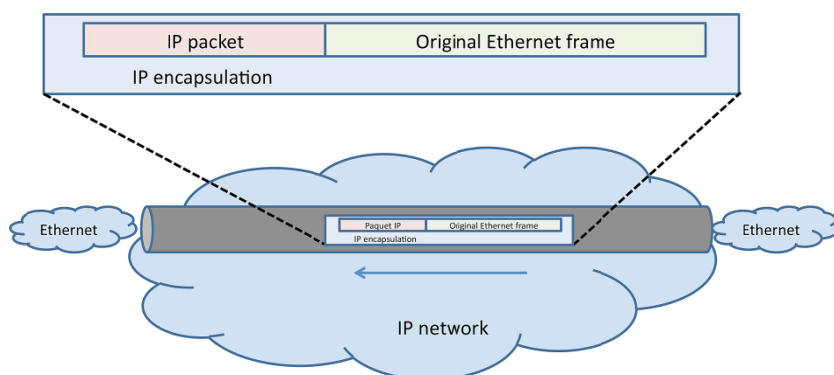 IP packet
Original Ethernet frame
IP encapsulation
Ethernet
Paquet IP
Original Ethernet frame
IP encapsulation
Ethernet
IP network